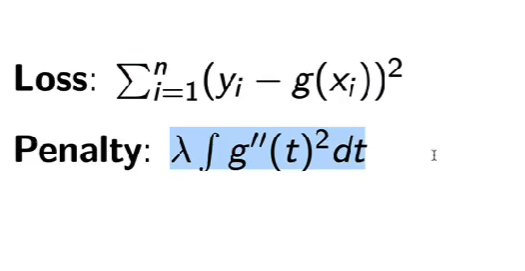 Loss: ∑ⁿᵢ₌₁(yᵢ − g(xᵢ))²
Penalty: λ ∫ g″(t)²dt